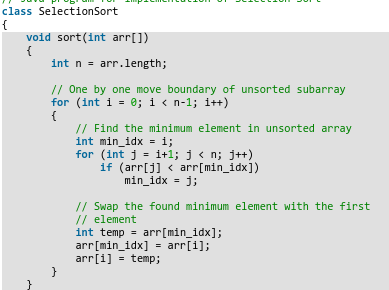 // Java program for implementation of Selection Sort
class SelectionSort
{
    void sort(int arr[])
    {
        int n = arr.length;

        // One by one move boundary of unsorted subarray
        for (int i = 0; i < n-1; i++)
        {
            // Find the minimum element in unsorted array
            int min_idx = i;
            for (int j = i+1; j < n; j++)
                if (arr[j] < arr[min_idx])
                    min_idx = j;

            // Swap the found minimum element with the first
            // element
            int temp = arr[min_idx];
            arr[min_idx] = arr[i];
            arr[i] = temp;
        }
    }